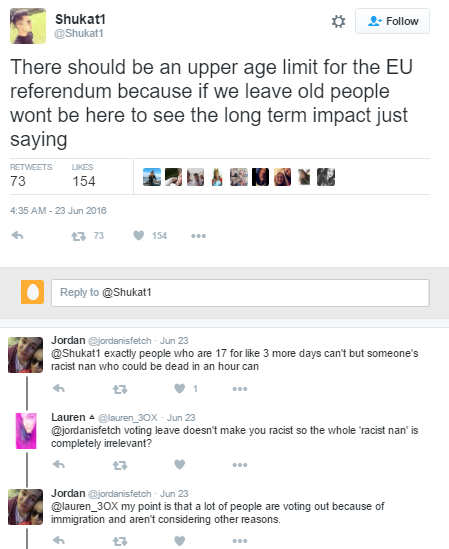 Shukat1
@Shukat1
Follow
There should be an upper age limit for the EU
referendum because if we leave old people
wont be here to see the long term impact just
saying
RETWEETS LIKES
73 154
4:35 AM - 23 Jun 2016
73 154
Reply to @Shukat1
Jordan @jordanisfetch · Jun 23
@Shukat1 exactly people who are 17 for like 3 more days can't but someone's
racist nan who could be dead in an hour can
1
Lauren @lauren_3OX · Jun 23
@jordanisfetch voting leave doesn't make you racist so the whole 'racist nan' is
completely irrelevant?
Jordan @jordanisfetch · Jun 23
@lauren_3OX my point is that a lot of people are voting out because of
immigration and aren't considering other reasons.